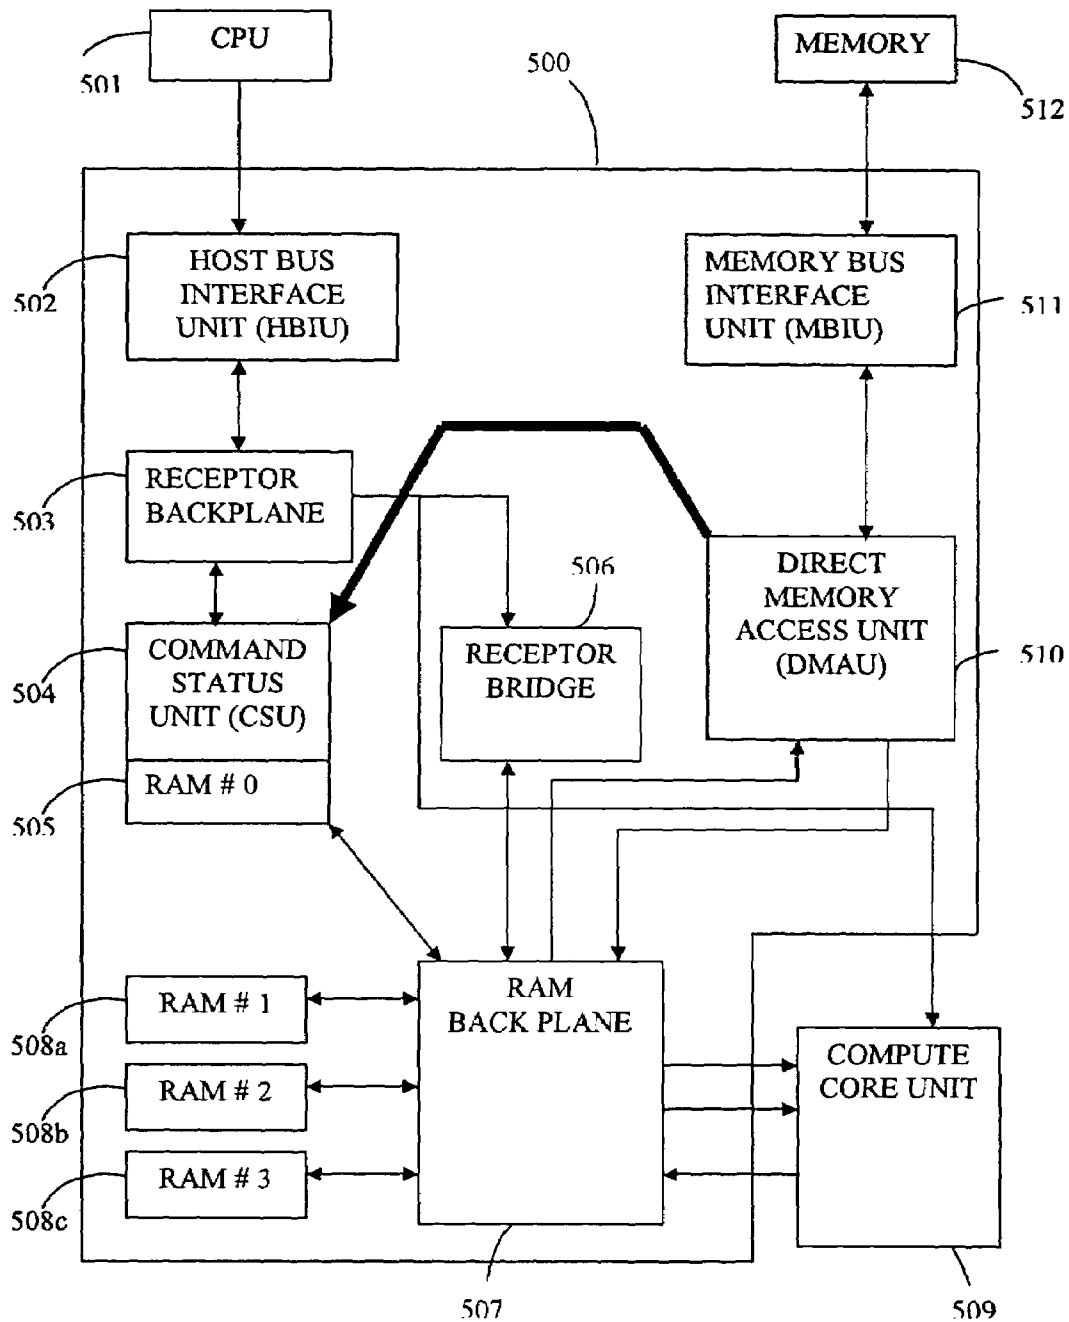 CPU
501
500
MEMORY
512
HOST BUS
INTERFACE
UNIT (HBIU)
502
MEMORY BUS
INTERFACE
UNIT (MBIU)
511
RECEPTOR
BACKPLANE
503
506
DIRECT
MEMORY
ACCESS UNIT
(DMAU)
510
COMMAND
STATUS
UNIT (CSU)
504
RECEPTOR
BRIDGE
RAM # 0
505
RAM # 1
508a
RAM # 2
508b
RAM # 3
508c
RAM
BACK PLANE
507
COMPUTE
CORE UNIT
509